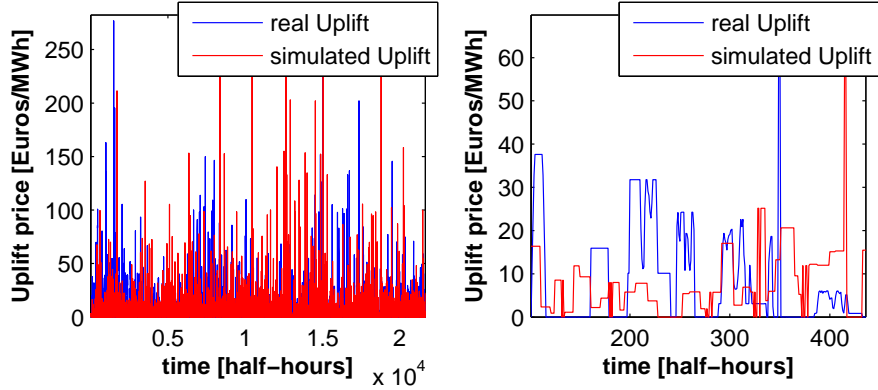 real Uplift
simulated Uplift
Uplift price [Euros/MWh]
250
200
150
100
50
0
0.5
1
1.5
2
x 10^4
time [half-hours]
real Uplift
simulated Uplift
Uplift price [Euros/MWh]
60
50
40
30
20
10
0
200
300
400
time [half-hours]